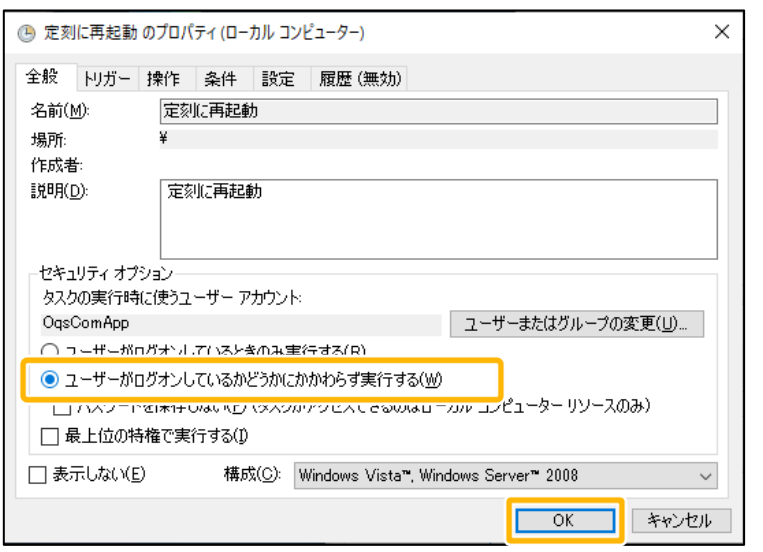 定刻に再起動 のプロパティ (ローカル コンピューター)
全般 トリガー 操作 条件 設定 履歴 (無効)
名前(M): 定刻に再起動
場所: ¥
作成者:
説明(D): 定刻に再起動
セキュリティ オプション
タスクの実行時に使うユーザー アカウント:
OqsComApp ユーザーまたはグループの変更(U)...
ユーザーがログオンしているときのみ実行する(R)
ユーザーがログオンしているかどうかにかかわらず実行する(W)
パスワードを保存しない(P) (タスクがアクセスできるのはローカル コンピューター リソースのみ)
最上位の特権で実行する(I)
表示しない(E) 構成(C): Windows Vista™, Windows Server™ 2008
OK キャンセル